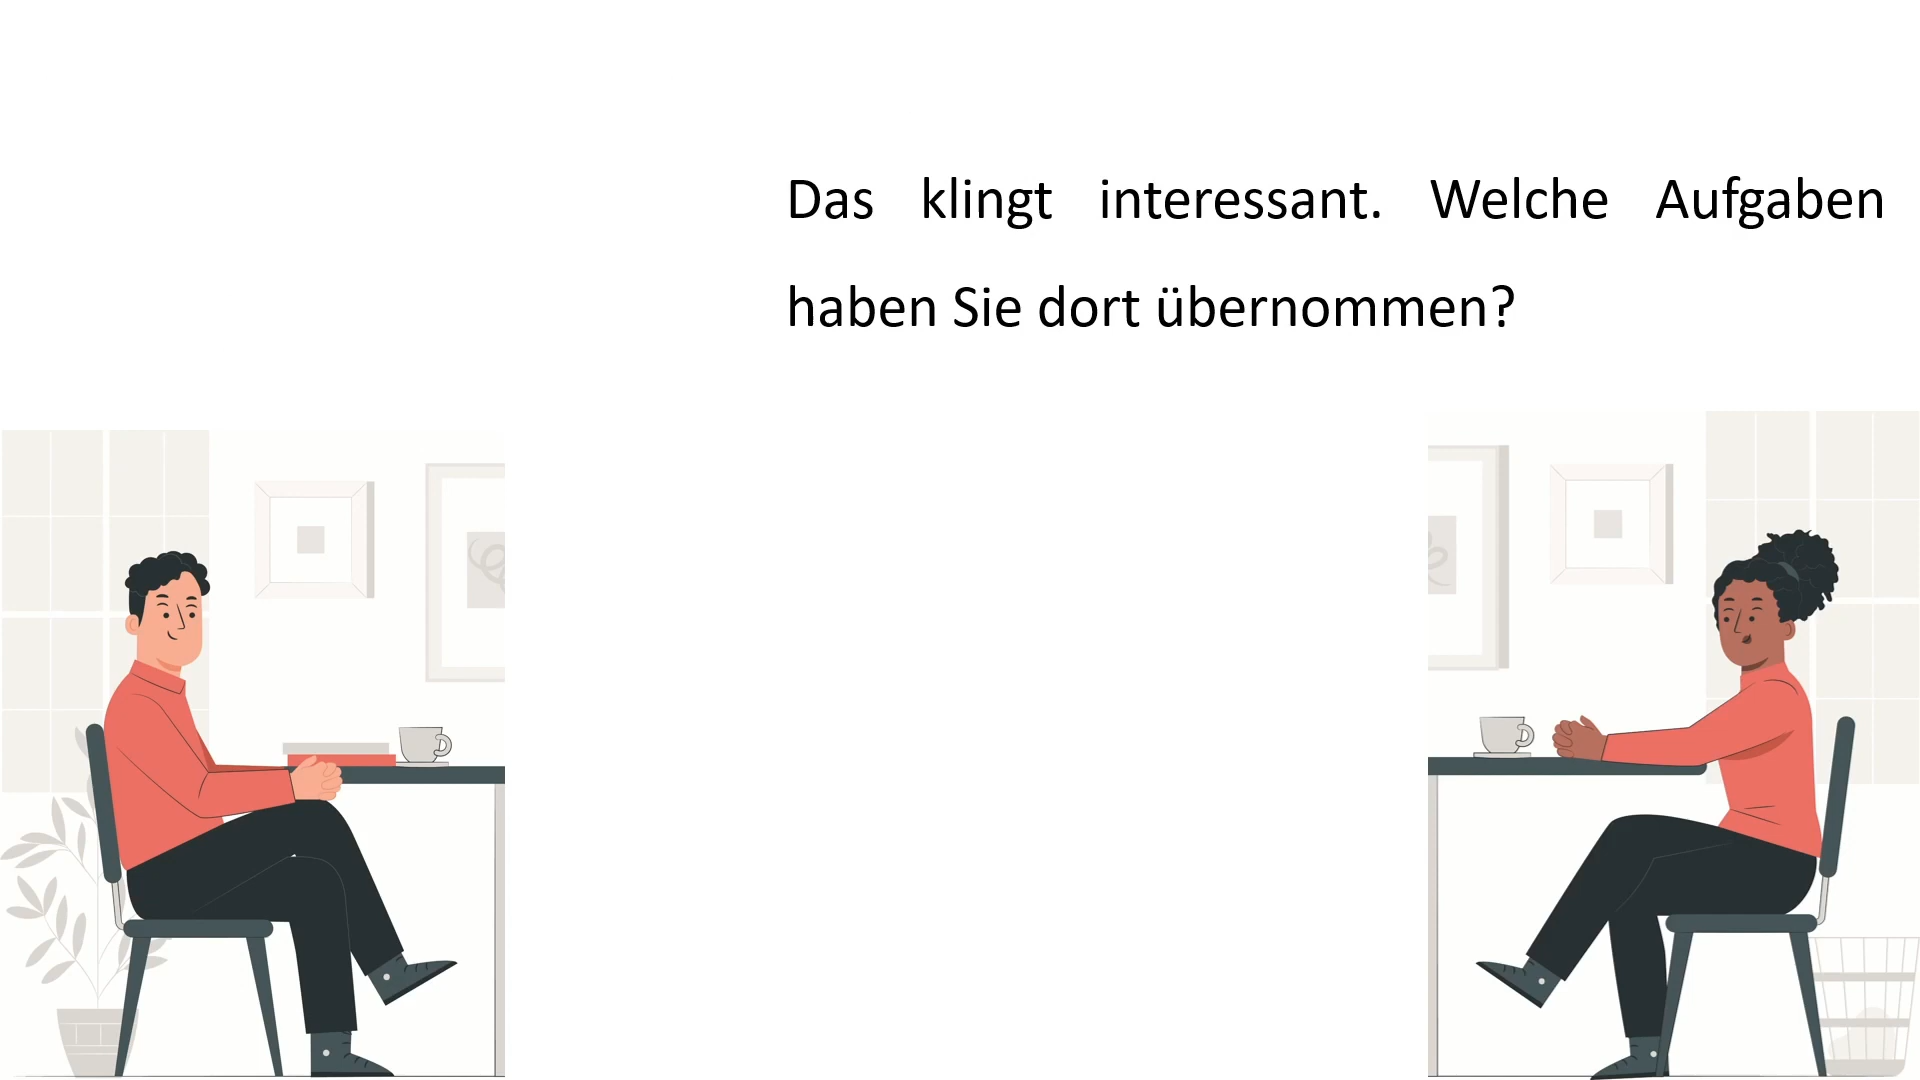 Das klingt interessant. Welche Aufgaben
haben Sie dort übernommen?